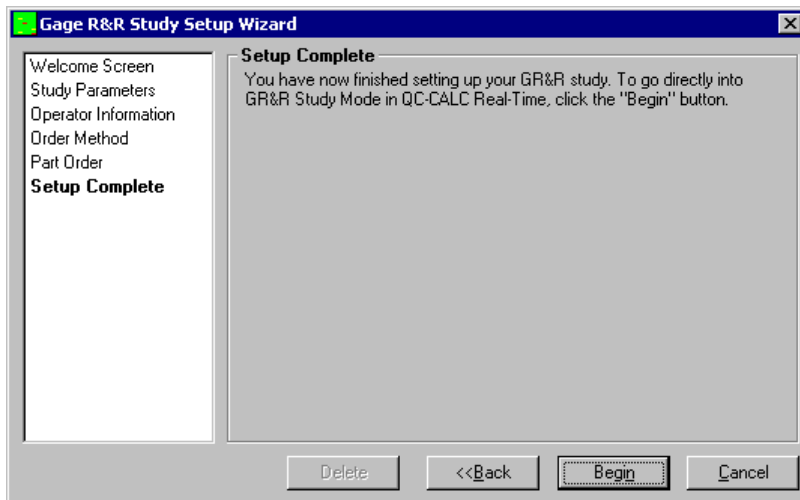 Gage R&R Study Setup Wizard
Welcome Screen
Study Parameters
Operator Information
Order Method
Part Order
Setup Complete
Setup Complete
You have now finished setting up your GR&R study. To go directly into
GR&R Study Mode in QC-CALC Real-Time, click the "Begin" button.
Delete
<<Back
Begin
Cancel